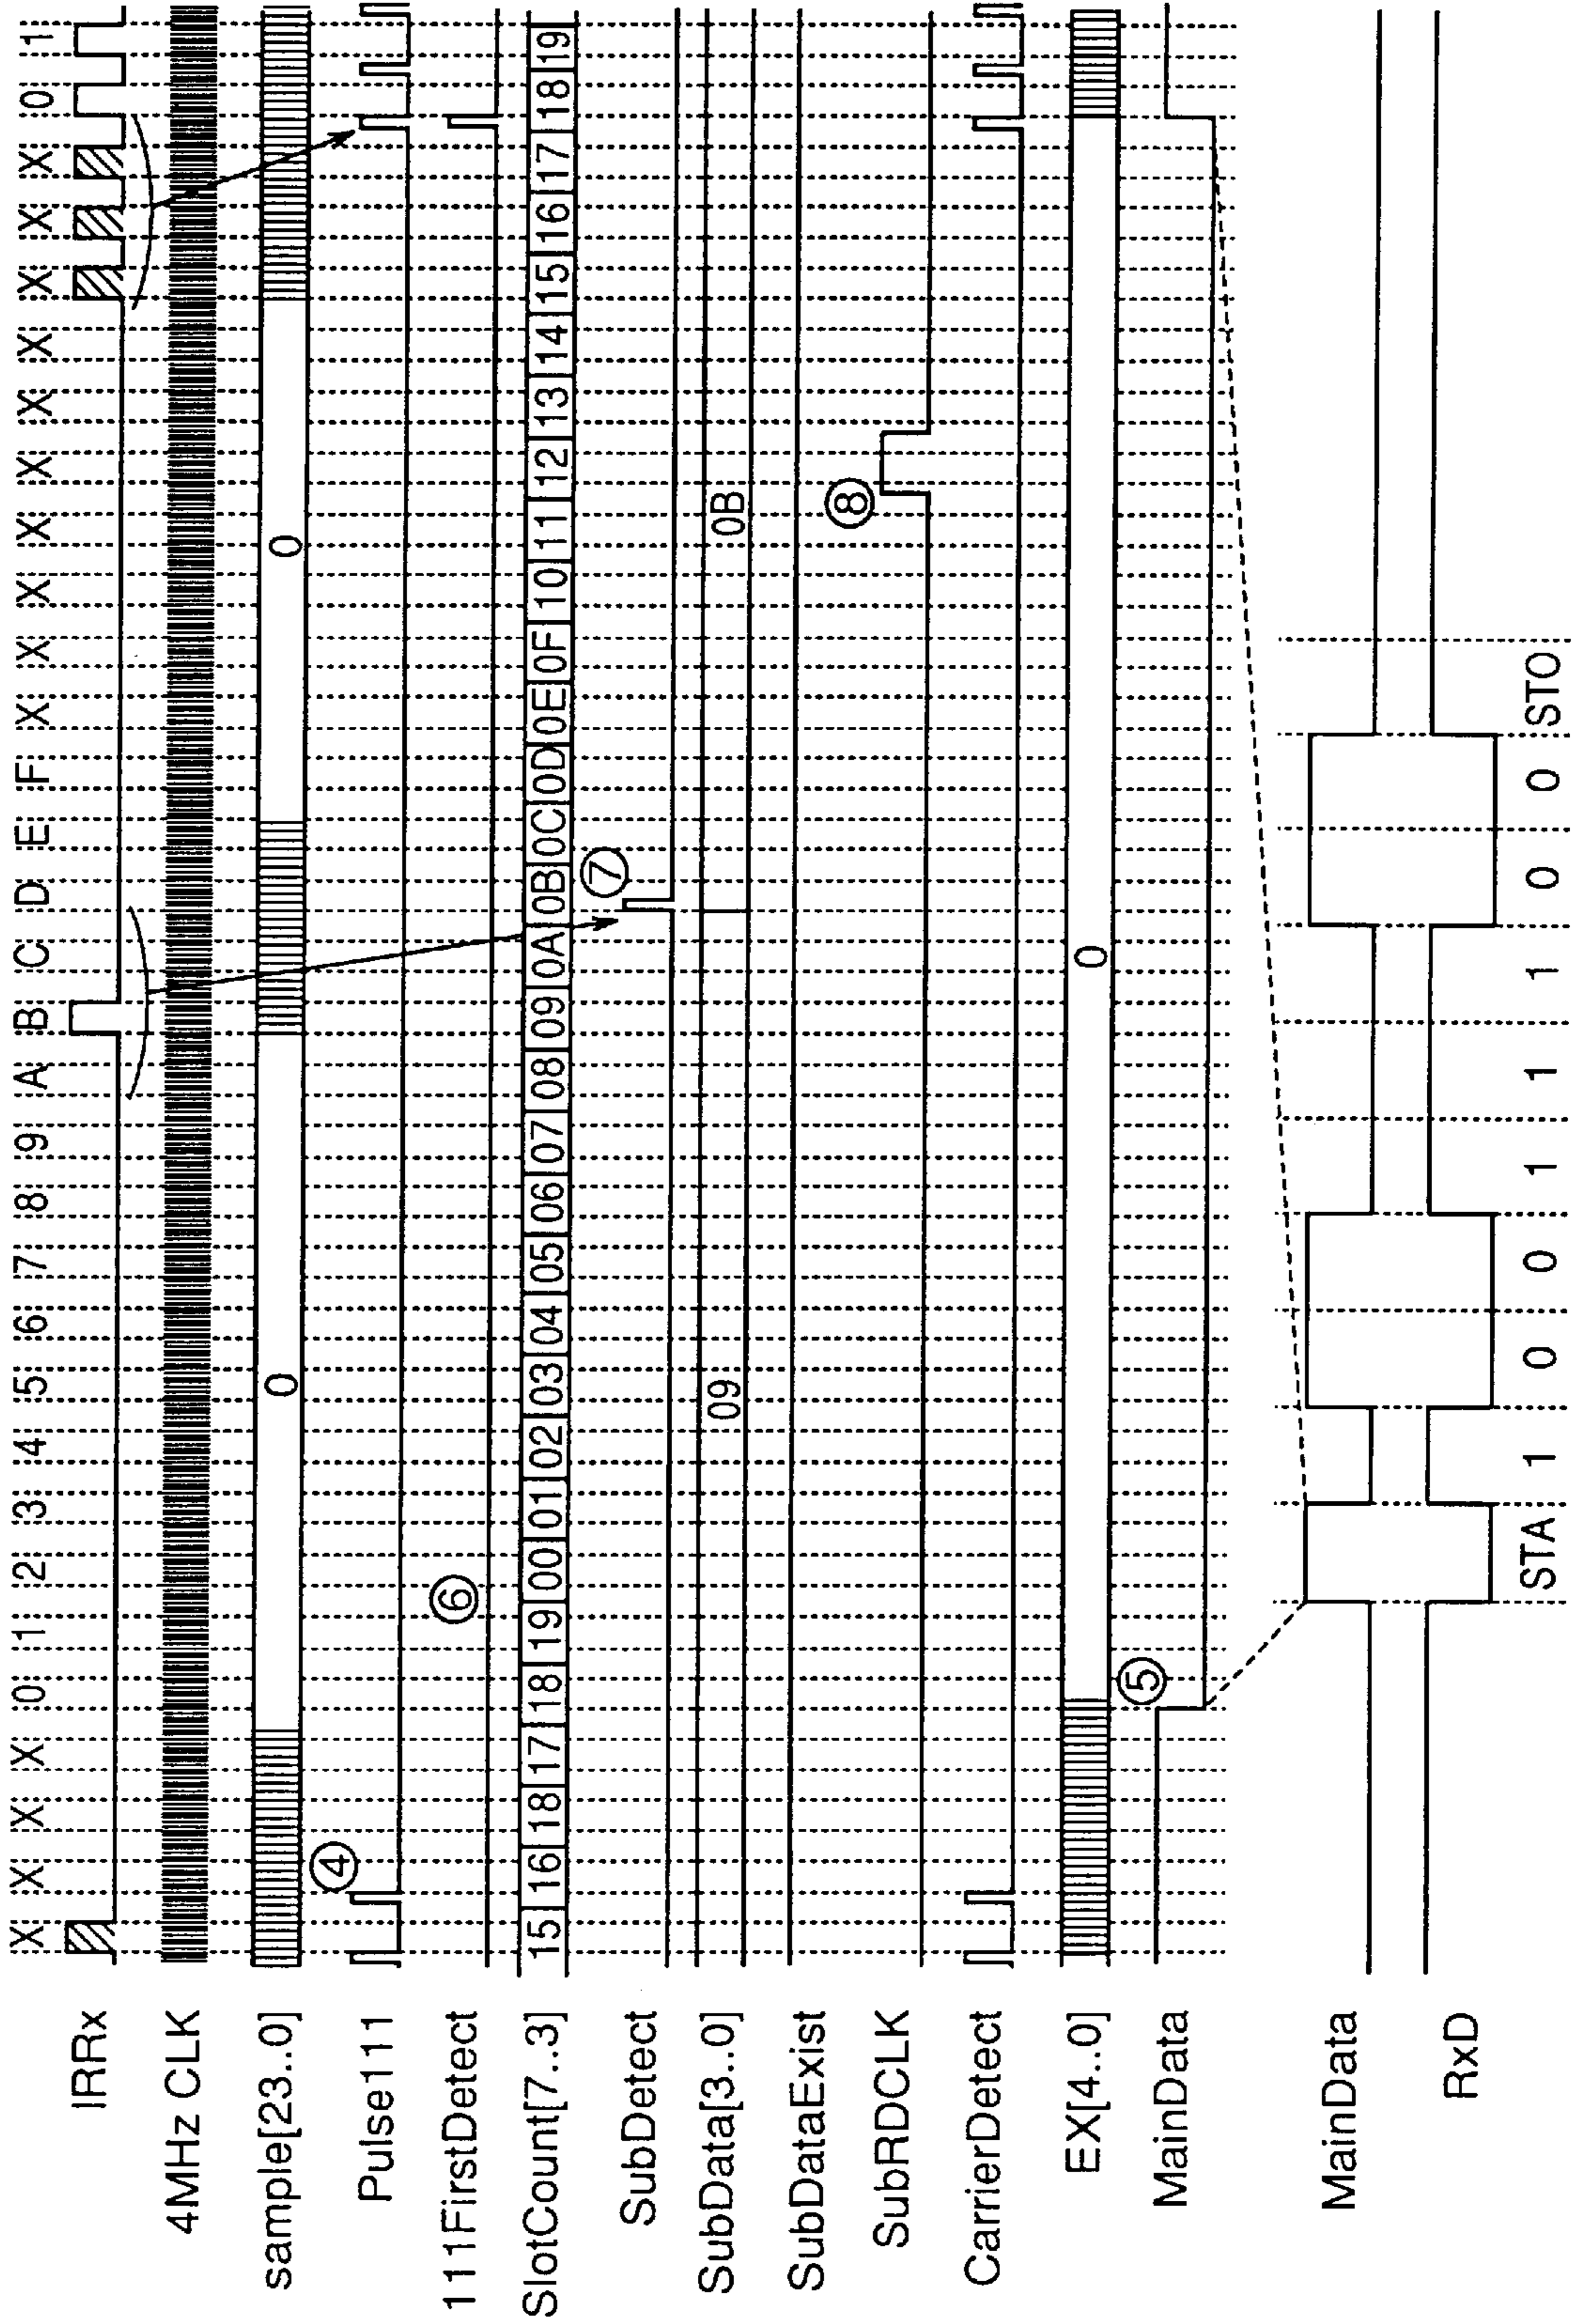 X X X X 0 1 2 3 4 5 6 7 8 9 A B C D E F X X X X X X X X X X 0 1
IRRx
4MHz CLK
sample[23..0] 0 0
Pulse111 ④
111FirstDetect ⑥
SlotCount[7..3] 15 16 18 17 18 19 00 01 02 03 04 05 06 07 08 09 0A 0B 0C 0D 0E 0F 10 11 12 13 14 15 16 17 18 19
SubDetect ⑦
SubData[3..0] 09 0B
SubDataExist
SubRDCLK ⑧
CarrierDetect
EX[4..0] 0
MainData ⑤
MainData
RxD
STA 1 0 0 1 1 1 0 0 STO